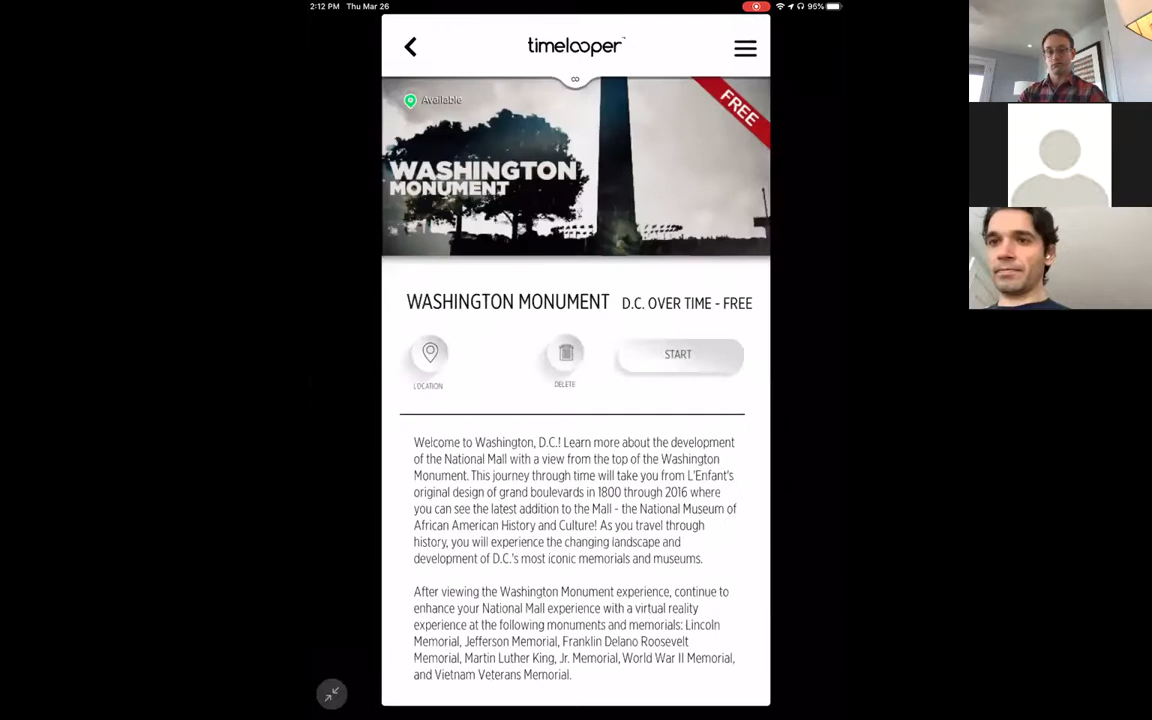 2:12 PM Thu Mar 26
95%
timelooper
Available
FREE
WASHINGTON
MONUMENT
WASHINGTON MONUMENT D.C. OVER TIME - FREE
START
LOCATION
DELETE
Welcome to Washington, D.C.! Learn more about the development
of the National Mall with a view from the top of the Washington
Monument. This journey through time will take you from L'Enfant's
original design of grand boulevards in 1800 through 2016 where
you can see the latest addition to the Mall - the National Museum of
African American History and Culture! As you travel through
history, you will experience the changing landscape and
development of D.C.'s most iconic memorials and museums.
After viewing the Washington Monument experience, continue to
enhance your National Mall experience with a virtual reality
experience at the following monuments and memorials: Lincoln
Memorial, Jefferson Memorial, Franklin Delano Roosevelt
Memorial, Martin Luther King, Jr. Memorial, World War II Memorial,
and Vietnam Veterans Memorial.